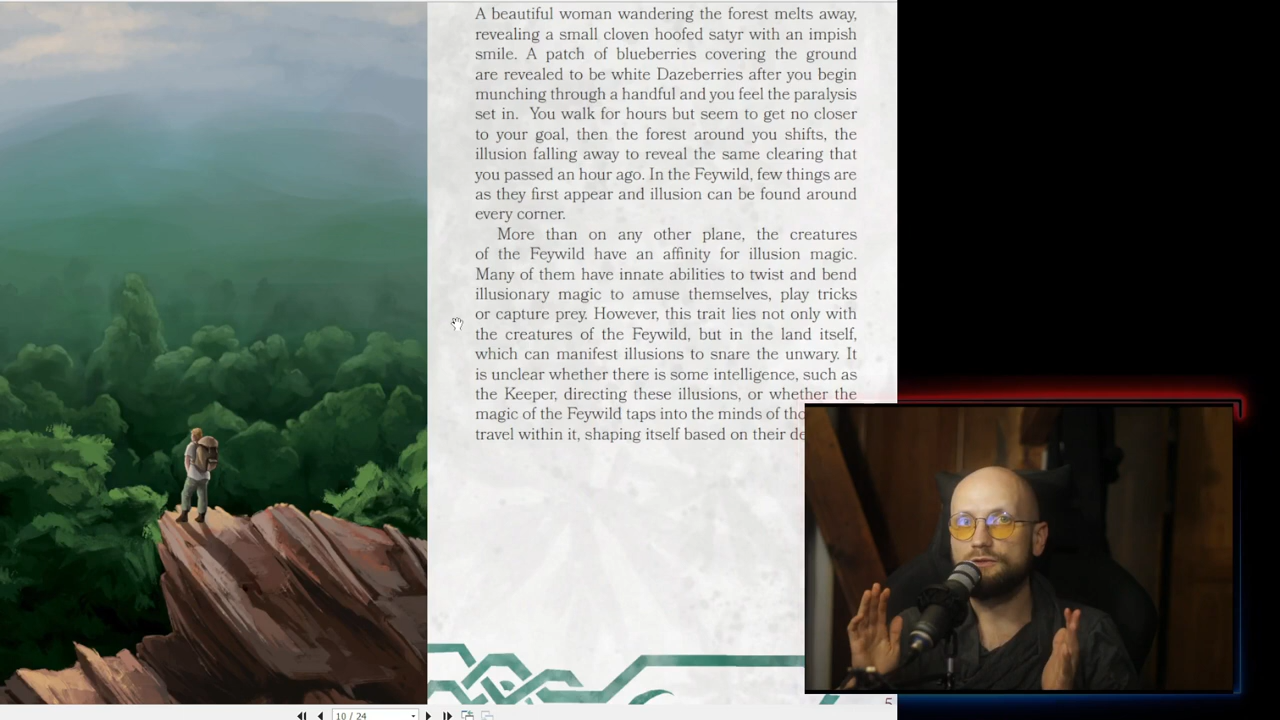 A beautiful woman wandering the forest melts away,
revealing a small cloven hoofed satyr with an impish
smile. A patch of blueberries covering the ground
are revealed to be white Dazeberries after you begin
munching through a handful and you feel the paralysis
set in. You walk for hours but seem to get no closer
to your goal, then the forest around you shifts, the
illusion falling away to reveal the same clearing that
you passed an hour ago. In the Feywild, few things are
as they first appear and illusion can be found around
every corner.
More than on any other plane, the creatures
of the Feywild have an affinity for illusion magic.
Many of them have innate abilities to twist and bend
illusionary magic to amuse themselves, play tricks
or capture prey. However, this trait lies not only with
the creatures of the Feywild, but in the land itself,
which can manifest illusions to snare the unwary. It
is unclear whether there is some intelligence, such as
the Keeper, directing these illusions, or whether the
magic of the Feywild taps into the minds of
travel within it, shaping itself based on their
5
10 / 24